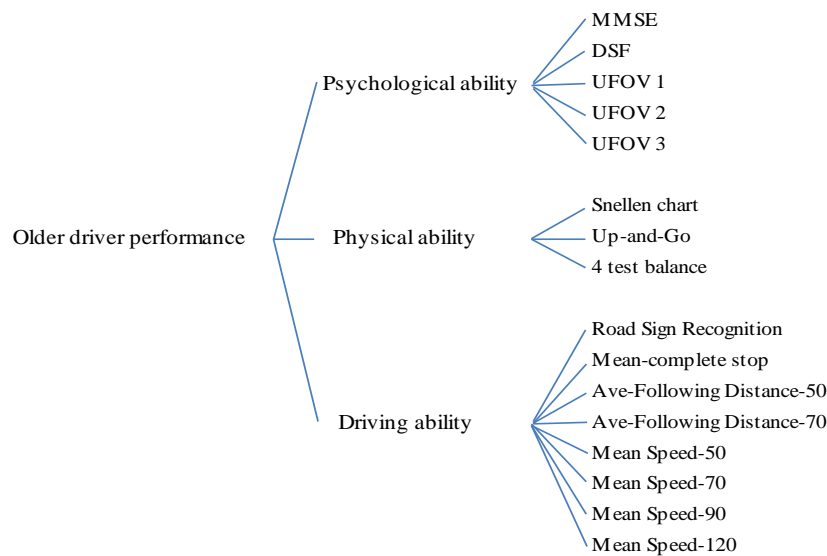 Older driver performance
Psychological ability
MMSE
DSF
UFOV 1
UFOV 2
UFOV 3
Physical ability
Snellen chart
Up-and-Go
4 test balance
Driving ability
Road Sign Recognition
Mean-complete stop
Ave-Following Distance-50
Ave-Following Distance-70
Mean Speed-50
Mean Speed-70
Mean Speed-90
Mean Speed-120